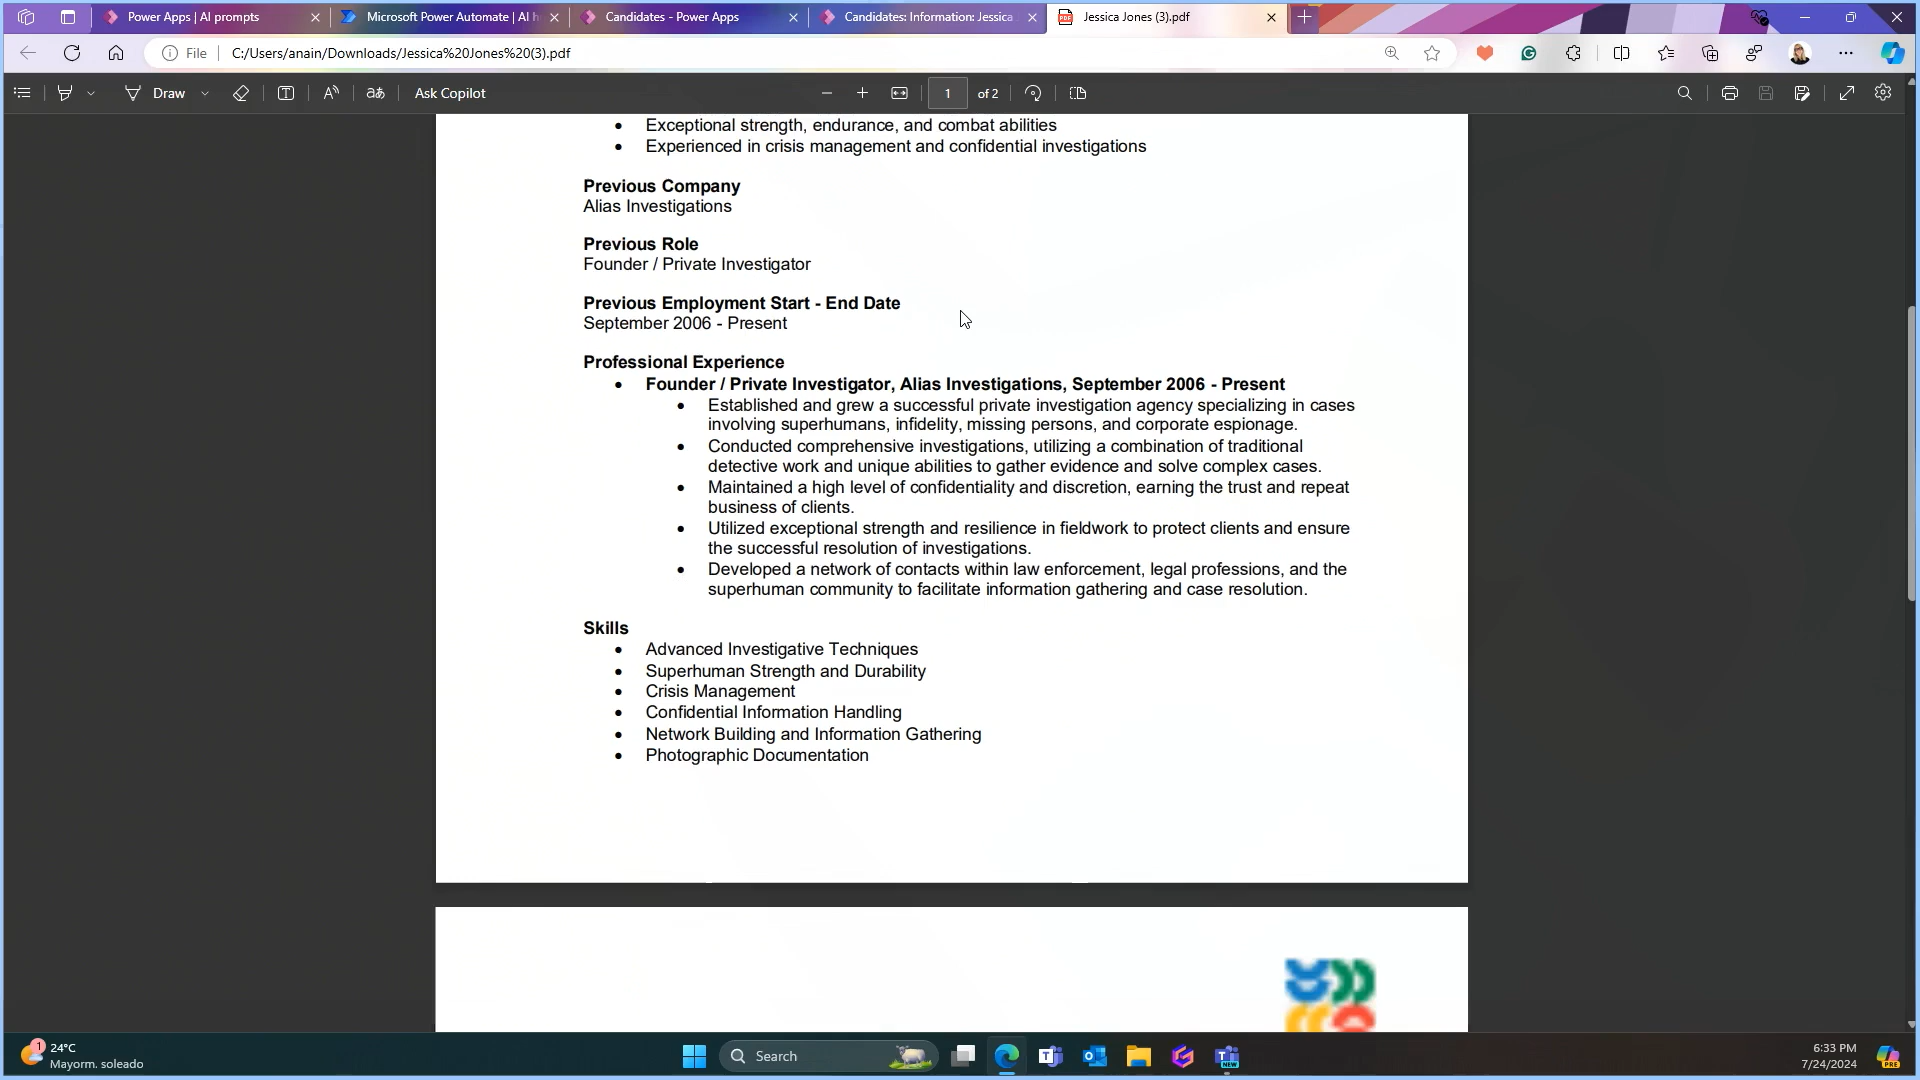 Power Apps | AI prompts
Microsoft Power Automate | AI h
Candidates - Power Apps
Candidates: Information: Jessica
Jessica Jones (3).pdf
File
C:/Users/anain/Downloads/Jessica%20Jones%20(3).pdf
Draw
Ask Copilot
1
of 2
• Exceptional strength, endurance, and combat abilities
• Experienced in crisis management and confidential investigations
Previous Company
Alias Investigations
Previous Role
Founder / Private Investigator
Previous Employment Start - End Date
September 2006 - Present
Professional Experience
• Founder / Private Investigator, Alias Investigations, September 2006 - Present
• Established and grew a successful private investigation agency specializing in cases
involving superhumans, infidelity, missing persons, and corporate espionage.
• Conducted comprehensive investigations, utilizing a combination of traditional
detective work and unique abilities to gather evidence and solve complex cases.
• Maintained a high level of confidentiality and discretion, earning the trust and repeat
business of clients.
• Utilized exceptional strength and resilience in fieldwork to protect clients and ensure
the successful resolution of investigations.
• Developed a network of contacts within law enforcement, legal professions, and the
superhuman community to facilitate information gathering and case resolution.
Skills
• Advanced Investigative Techniques
• Superhuman Strength and Durability
• Crisis Management
• Confidential Information Handling
• Network Building and Information Gathering
• Photographic Documentation
1
24°C
Mayorm. soleado
Search
NEW
6:33 PM
7/24/2024
PRE